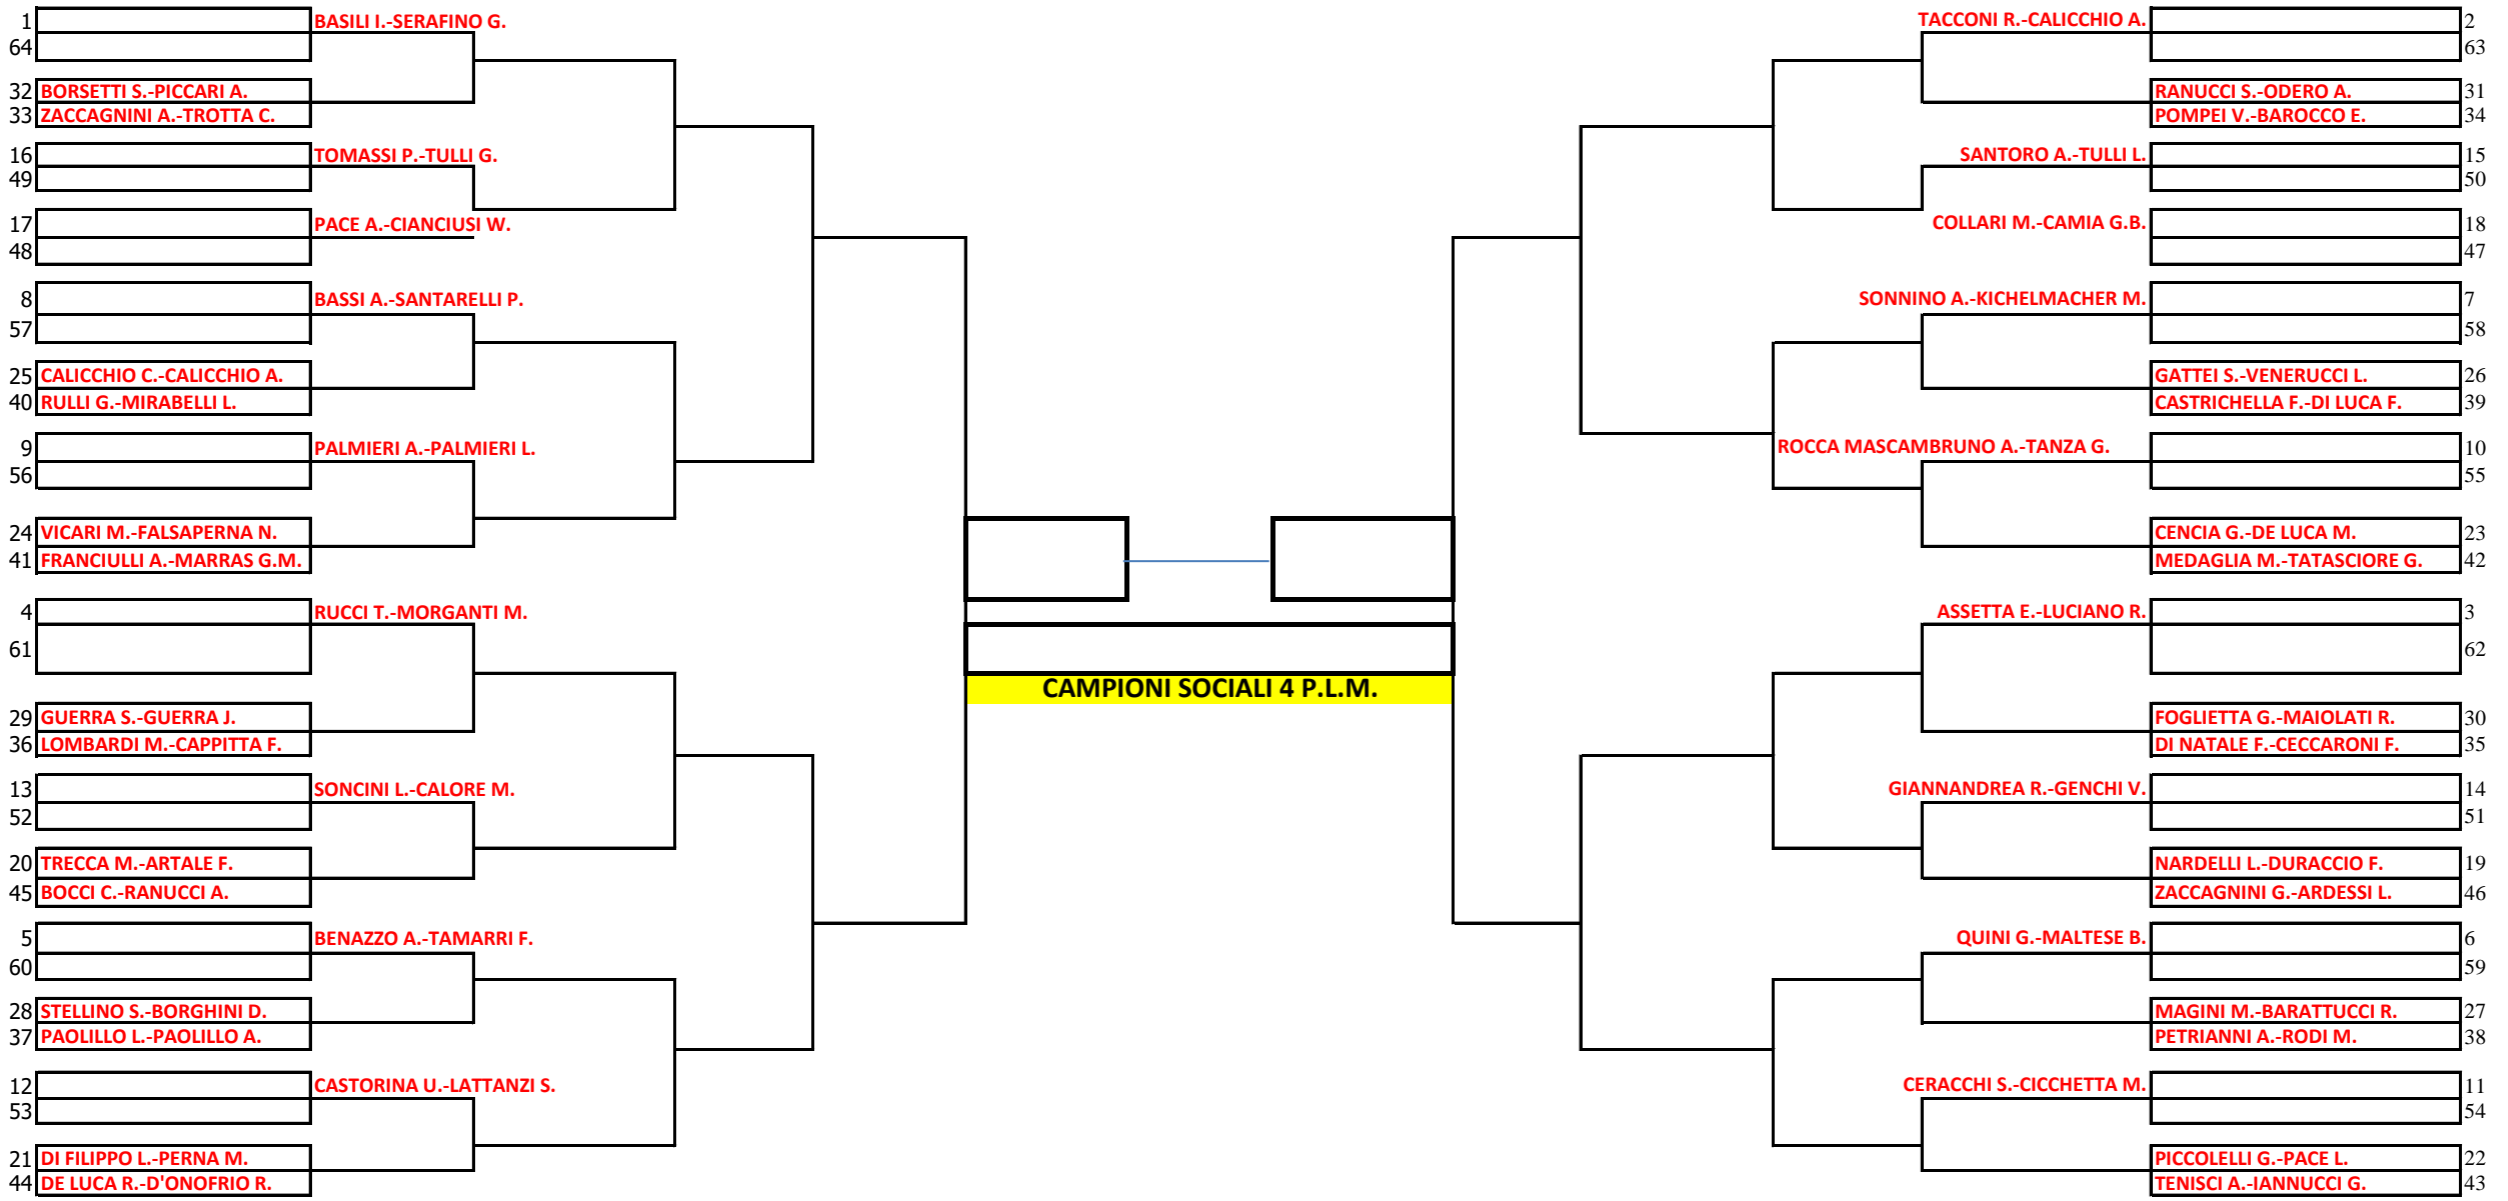 1 BASILI I.-SERAFINO G.
64
32 BORSETTI S.-PICCARI A.
33 ZACCAGNINI A.-TROTTA C.
16 TOMASSI P.-TULLI G.
49
17 PACE A.-CIANCIUSI W.
48
8 BASSI A.-SANTARELLI P.
57
25 CALICCHIO C.-CALICCHIO A.
40 RULLI G.-MIRABELLI L.
9 PALMIERI A.-PALMIERI L.
56
24 VICARI M.-FALSAPERNA N.
41 FRANCIULLI A.-MARRAS G.M.
4 RUCCI T.-MORGANTI M.
61
29 GUERRA S.-GUERRA J.
36 LOMBARDI M.-CAPPITTA F.
13 SONCINI L.-CALORE M.
52
20 TRECCA M.-ARTALE F.
45 BOCCI C.-RANUCCI A.
5 BENAZZO A.-TAMARRI F.
60
28 STELLINO S.-BORGHINI D.
37 PAOLILLO L.-PAOLILLO A.
12 CASTORINA U.-LATTANZI S.
53
21 DI FILIPPO L.-PERNA M.
44 DE LUCA R.-D'ONOFRIO R.
CAMPIONI SOCIALI 4 P.L.M.
TACCONI R.-CALICCHIO A. 2
63
RANUCCI S.-ODERO A. 31
POMPEI V.-BAROCCO E. 34
SANTORO A.-TULLI L. 15
50
COLLARI M.-CAMIA G.B. 18
47
SONNINO A.-KICHELMACHER M. 7
58
GATTEI S.-VENERUCCI L. 26
CASTRICHELLA F.-DI LUCA F. 39
ROCCA MASCAMBRUNO A.-TANZA G. 10
55
CENCIA G.-DE LUCA M. 23
MEDAGLIA M.-TATASCIORE G. 42
ASSETTA E.-LUCIANO R. 3
62
FOGLIETTA G.-MAIOLATI R. 30
DI NATALE F.-CECCARONI F. 35
GIANNANDREA R.-GENCHI V. 14
51
NARDELLI L.-DURACCIO F. 19
ZACCAGNINI G.-ARDESSI L. 46
QUINI G.-MALTESE B. 6
59
MAGINI M.-BARATTUCCI R. 27
PETRIANNI A.-RODI M. 38
CERACCHI S.-CICCHETTA M. 11
54
PICCOLELLI G.-PACE L. 22
TENISCI A.-IANNUCCI G. 43